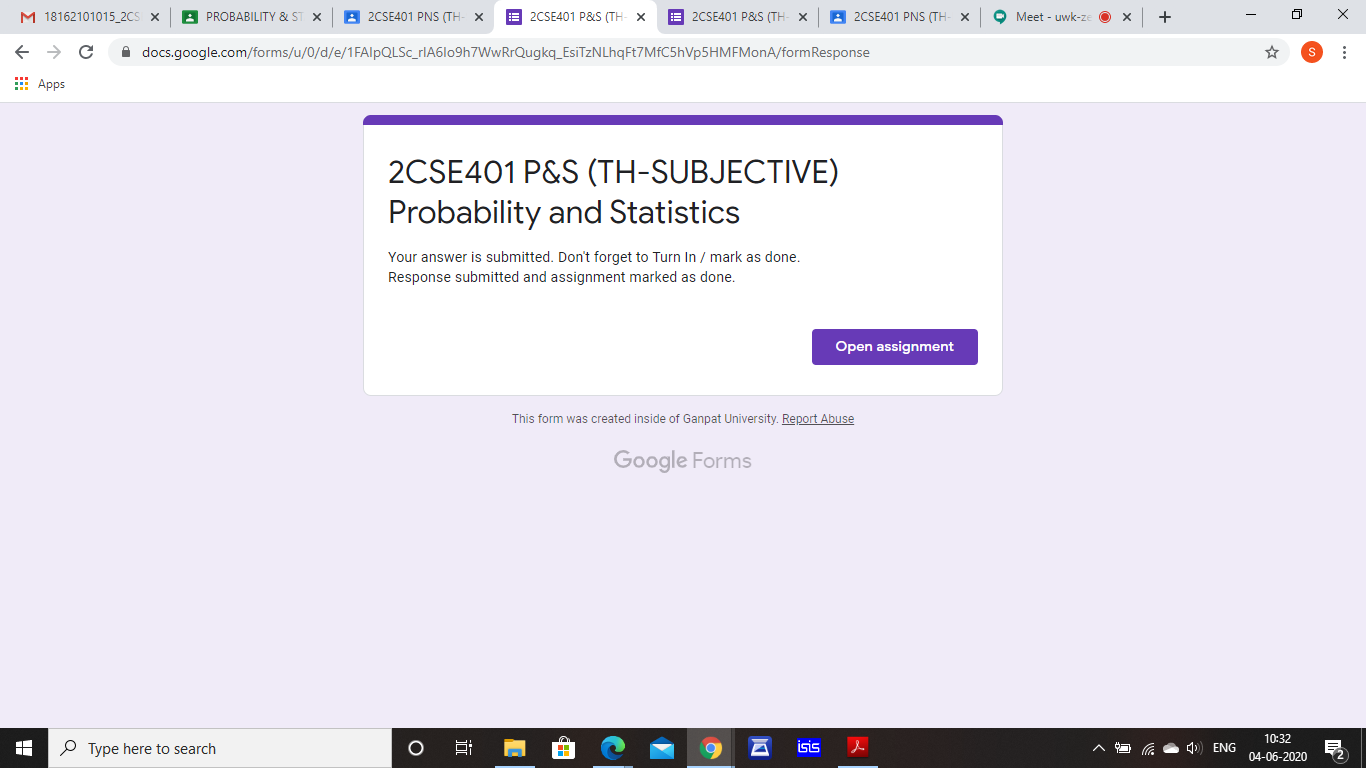 18162101015_2CS
PROBABILITY & ST
2CSE401 PNS (TH-
2CSE401 P&S (TH-
2CSE401 P&S (TH-
2CSE401 PNS (TH-
Meet - uwk-ze
docs.google.com/forms/u/0/d/e/1FAIpQLSc_rlA6Io9h7WwRrQugkq_EsiTzNLhqFt7MfC5hVp5HMFMonA/formResponse
S
Apps
2CSE401 P&S (TH-SUBJECTIVE)
Probability and Statistics
Your answer is submitted. Don't forget to Turn In / mark as done.
Response submitted and assignment marked as done.
Open assignment
This form was created inside of Ganpat University. Report Abuse
Google Forms
Type here to search
isis
ENG
10:32
04-06-2020
2